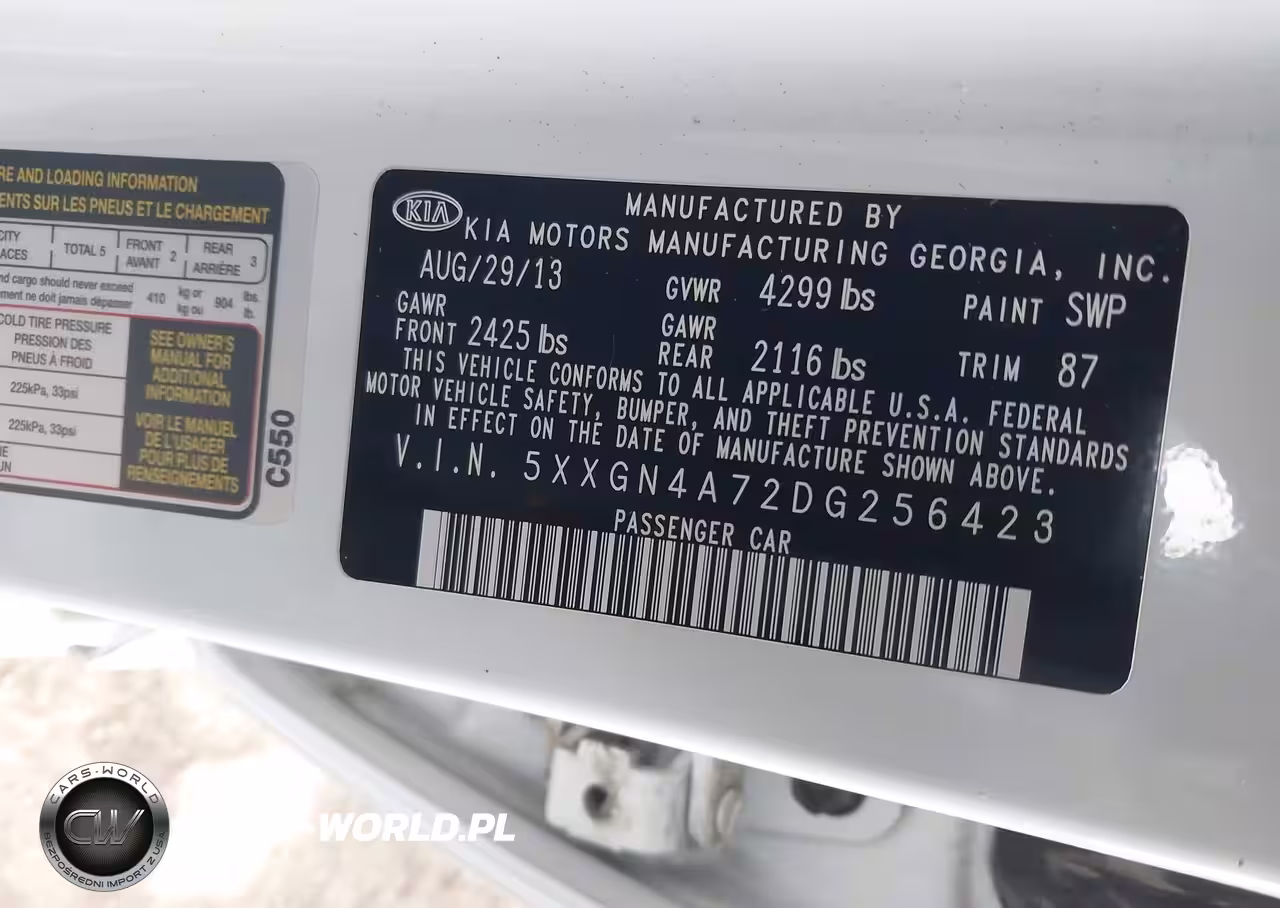 RE AND LOADING INFORMATION
ENTS SUR LES PNEUS ET LE CHARGEMENT
CITY
ACES
TOTAL 5
FRONT
AVANT 2
REAR
ARRIÈRE 3
nd cargo should never exceed
ement ne doit jamais dépasser
410
kg or
kg ou
904
lbs.
lb.
COLD TIRE PRESSURE
PRESSION DES
PNEUS À FROID
225kPa, 33psi
225kPa, 33psi
SEE OWNER'S
MANUAL FOR
ADDITIONAL
INFORMATION
VOIR LE MANUEL
DE L'USAGER
POUR PLUS DE
RENSEIGNEMENTS
C550
KIA
MANUFACTURED BY
KIA MOTORS MANUFACTURING GEORGIA, INC.
AUG/29/13 GVWR 4299 lbs PAINT SWP
GAWR
FRONT 2425 lbs
GAWR
REAR 2116 lbs
TRIM 87
THIS VEHICLE CONFORMS TO ALL APPLICABLE U.S.A. FEDERAL
MOTOR VEHICLE SAFETY, BUMPER, AND THEFT PREVENTION STANDARDS
IN EFFECT ON THE DATE OF MANUFACTURE SHOWN ABOVE.
V.I.N. 5XXGN4A72DG256423
PASSENGER CAR
CARS-WORLD
CW
BEZPOŚREDNI IMPORT Z USA
WORLD.PL